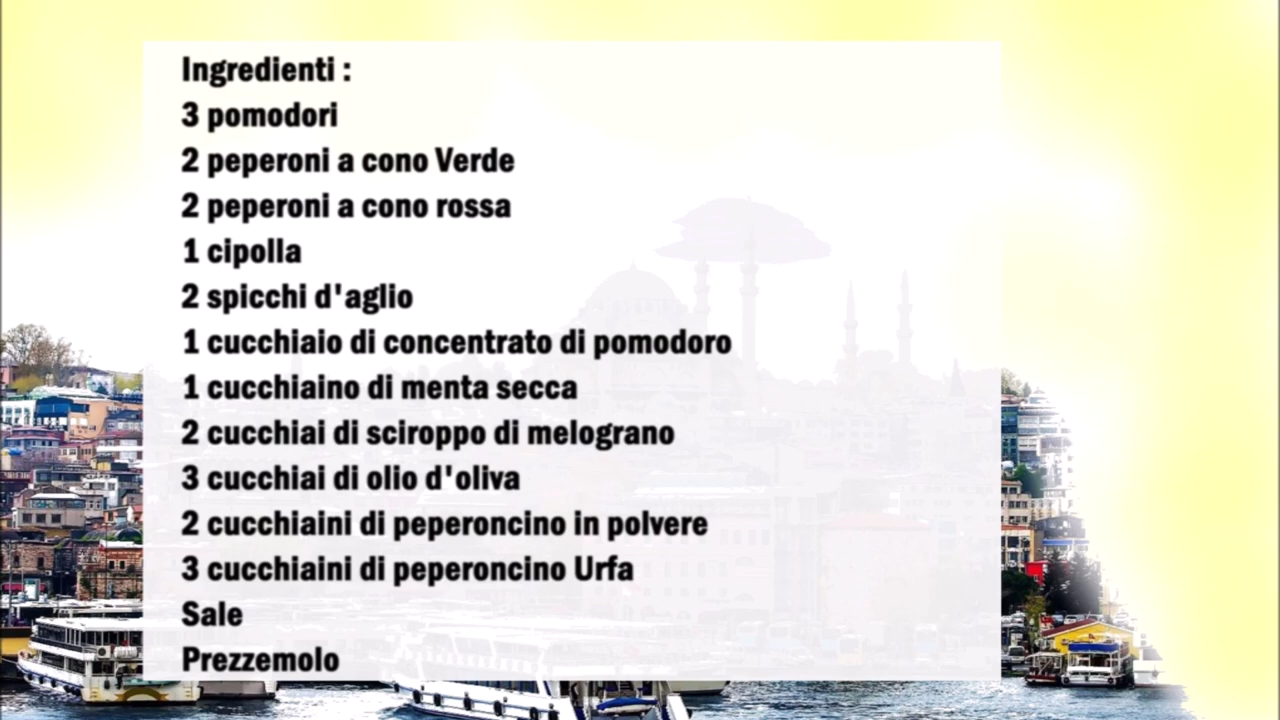 Ingredienti :
3 pomodori
2 peperoni a cono Verde
2 peperoni a cono rossa
1 cipolla
2 spicchi d'aglio
1 cucchiaio di concentrato di pomodoro
1 cucchiaino di menta secca
2 cucchiai di sciroppo di melograno
3 cucchiai di olio d'oliva
2 cucchiaini di peperoncino in polvere
3 cucchiaini di peperoncino Urfa
Sale
Prezzemolo